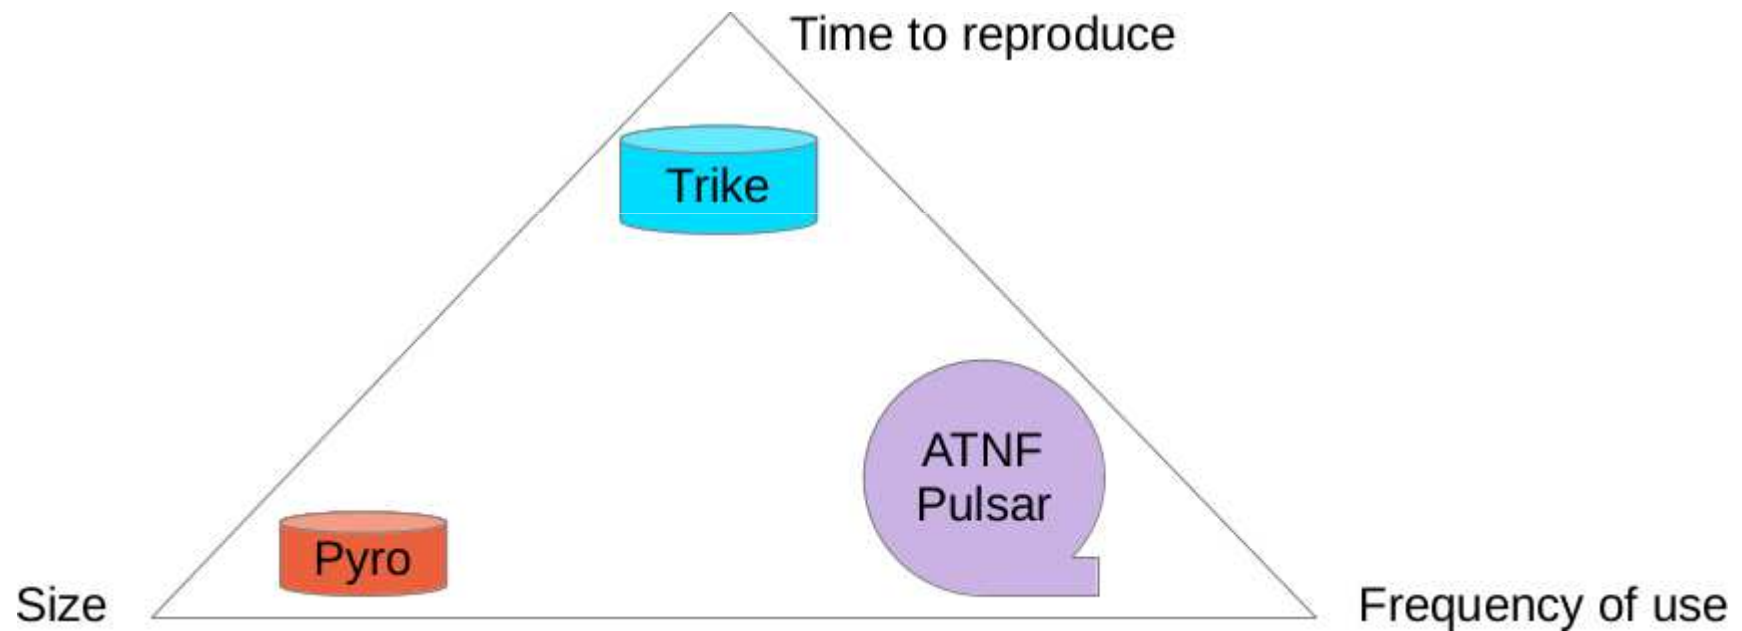 Time to reproduce
Trike
ATNF
Pulsar
Pyro
Size
Frequency of use